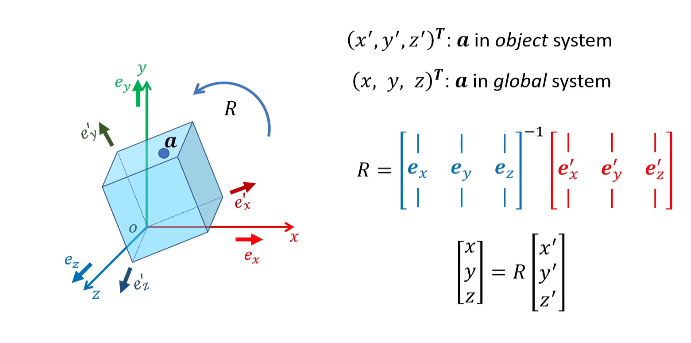 (x′, y′, z′)ᵀ: a in object system
(x, y, z)ᵀ: a in global system
y
e_y
R
e′_y
a
e′_x
o
x
e_x
e_z
z
e′_z
R = [e_x e_y e_z]⁻¹ [e′_x e′_y e′_z]
[x y z] = R [x′ y′ z′]